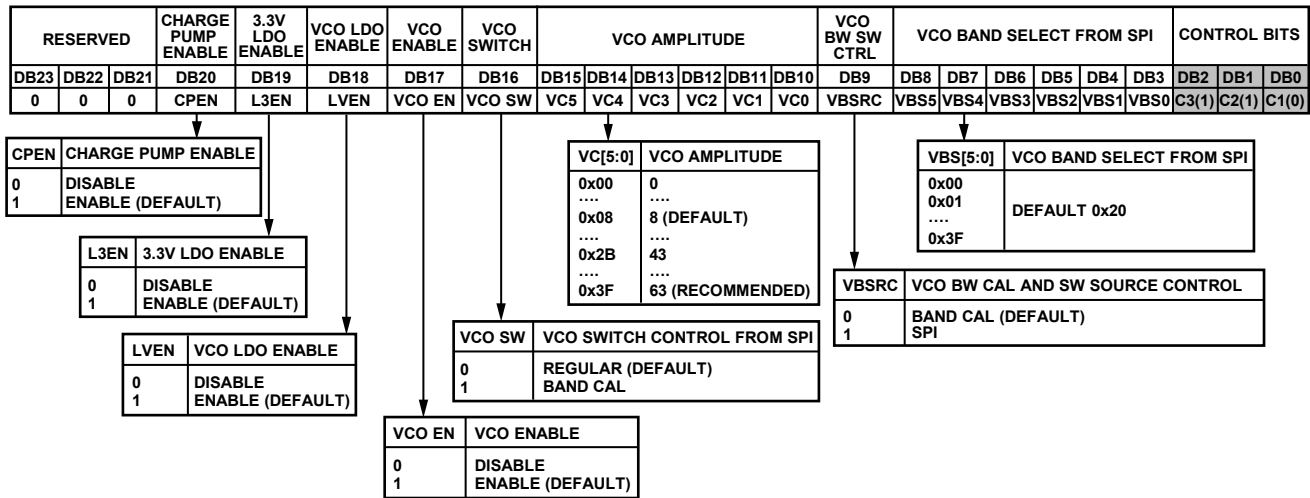 RESERVED CHARGE PUMP ENABLE 3.3V LDO ENABLE VCO LDO ENABLE VCO ENABLE VCO SWITCH VCO AMPLITUDE VCO BW SW CTRL VCO BAND SELECT FROM SPI CONTROL BITS
DB23 DB22 DB21 DB20 DB19 DB18 DB17 DB16 DB15 DB14 DB13 DB12 DB11 DB10 DB9 DB8 DB7 DB6 DB5 DB4 DB3 DB2 DB1 DB0
0 0 0 CPEN L3EN LVEN VCO EN VCO SW VC5 VC4 VC3 VC2 VC1 VC0 VBSRC VBS5 VBS4 VBS3 VBS2 VBS1 VBS0 C3(1) C2(1) C1(0)
CPEN CHARGE PUMP ENABLE
0 DISABLE
1 ENABLE (DEFAULT)
L3EN 3.3V LDO ENABLE
0 DISABLE
1 ENABLE (DEFAULT)
LVEN VCO LDO ENABLE
0 DISABLE
1 ENABLE (DEFAULT)
VCO EN VCO ENABLE
0 DISABLE
1 ENABLE (DEFAULT)
VCO SW VCO SWITCH CONTROL FROM SPI
0 REGULAR (DEFAULT)
1 BAND CAL
VC[5:0] VCO AMPLITUDE
0x00 0
.... ....
0x08 8 (DEFAULT)
.... ....
0x2B 43
.... ....
0x3F 63 (RECOMMENDED)
VBSRC VCO BW CAL AND SW SOURCE CONTROL
0 BAND CAL (DEFAULT)
1 SPI
VBS[5:0] VCO BAND SELECT FROM SPI
0x00
0x01
DEFAULT 0x20
....
0x3F